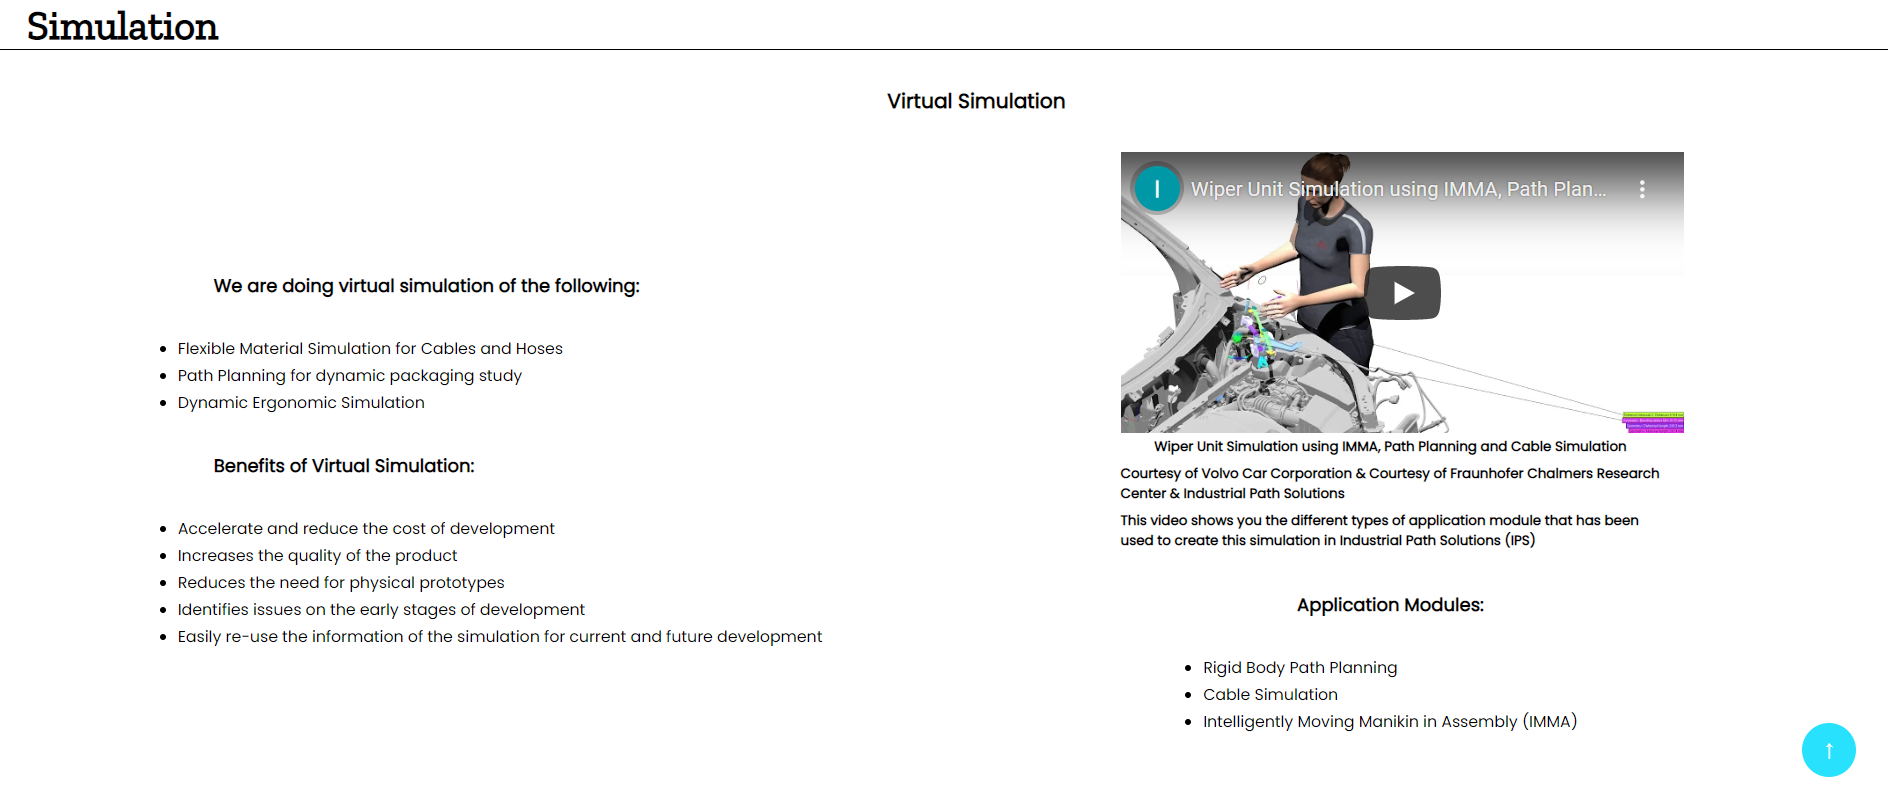 Simulation
Virtual Simulation
We are doing virtual simulation of the following:
Flexible Material Simulation for Cables and Hoses
Path Planning for dynamic packaging study
Dynamic Ergonomic Simulation
Benefits of Virtual Simulation:
Accelerate and reduce the cost of development
Increases the quality of the product
Reduces the need for physical prototypes
Identifies issues on the early stages of development
Easily re-use the information of the simulation for current and future development
I
Wiper Unit Simulation using IMMA, Path Plan...
Wiper Unit Simulation using IMMA, Path Planning and Cable Simulation
Courtesy of Volvo Car Corporation & Courtesy of Fraunhofer Chalmers Research
Center & Industrial Path Solutions
This video shows you the different types of application module that has been
used to create this simulation in Industrial Path Solutions (IPS)
Application Modules:
Rigid Body Path Planning
Cable Simulation
Intelligently Moving Manikin in Assembly (IMMA)
↑